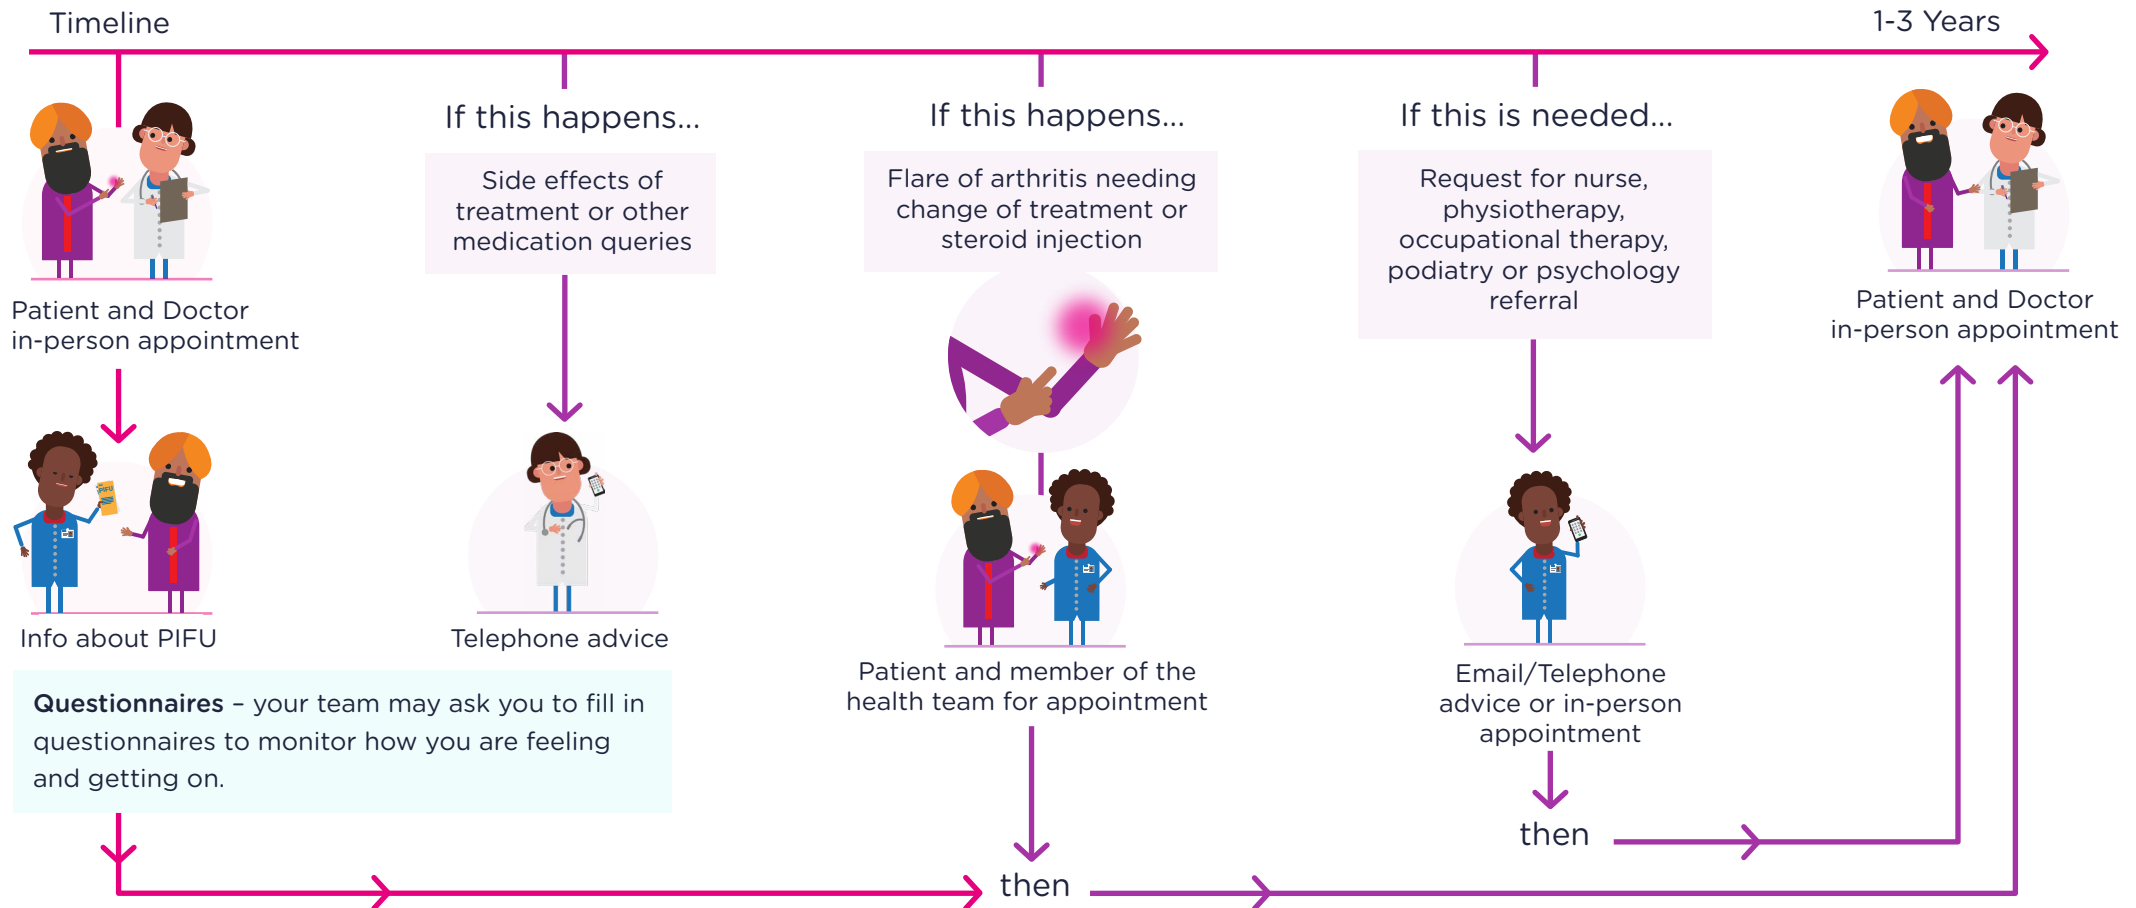 Timeline
1-3 Years
Patient and Doctor
in-person appointment
PIFU
Info about PIFU
Questionnaires – your team may ask you to fill in
questionnaires to monitor how you are feeling
and getting on.
If this happens...
Side effects of
treatment or other
medication queries
Telephone advice
If this happens...
Flare of arthritis needing
change of treatment or
steroid injection
Patient and member of the
health team for appointment
then
If this is needed...
Request for nurse,
physiotherapy,
occupational therapy,
podiatry or psychology
referral
Email/Telephone
advice or in-person
appointment
then
Patient and Doctor
in-person appointment